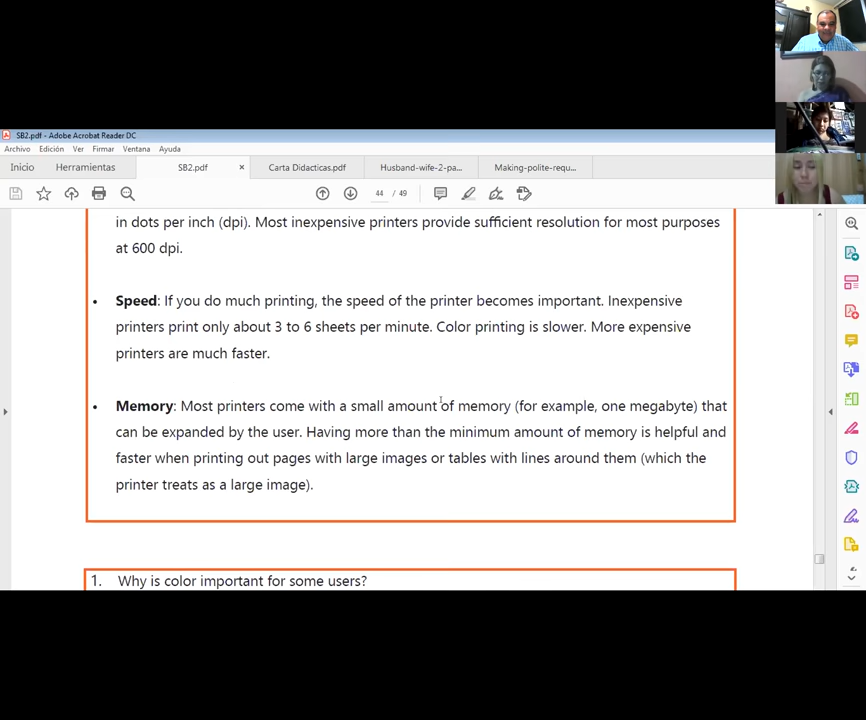 SB2.pdf - Adobe Acrobat Reader DC
Archivo Edición Ver Firmar Ventana Ayuda
Inicio Herramientas SB2.pdf × Carta Didacticas.pdf Husband-wife-2-pa... Making-polite-requ...
44 / 49
in dots per inch (dpi). Most inexpensive printers provide sufficient resolution for most purposes
at 600 dpi.
• Speed: If you do much printing, the speed of the printer becomes important. Inexpensive
printers print only about 3 to 6 sheets per minute. Color printing is slower. More expensive
printers are much faster.
• Memory: Most printers come with a small amount of memory (for example, one megabyte) that
can be expanded by the user. Having more than the minimum amount of memory is helpful and
faster when printing out pages with large images or tables with lines around them (which the
printer treats as a large image).
1. Why is color important for some users?